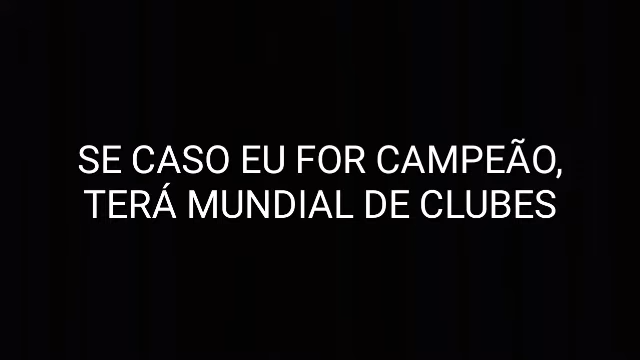 SE CASO EU FOR CAMPEÃO,
TERÁ MUNDIAL DE CLUBES